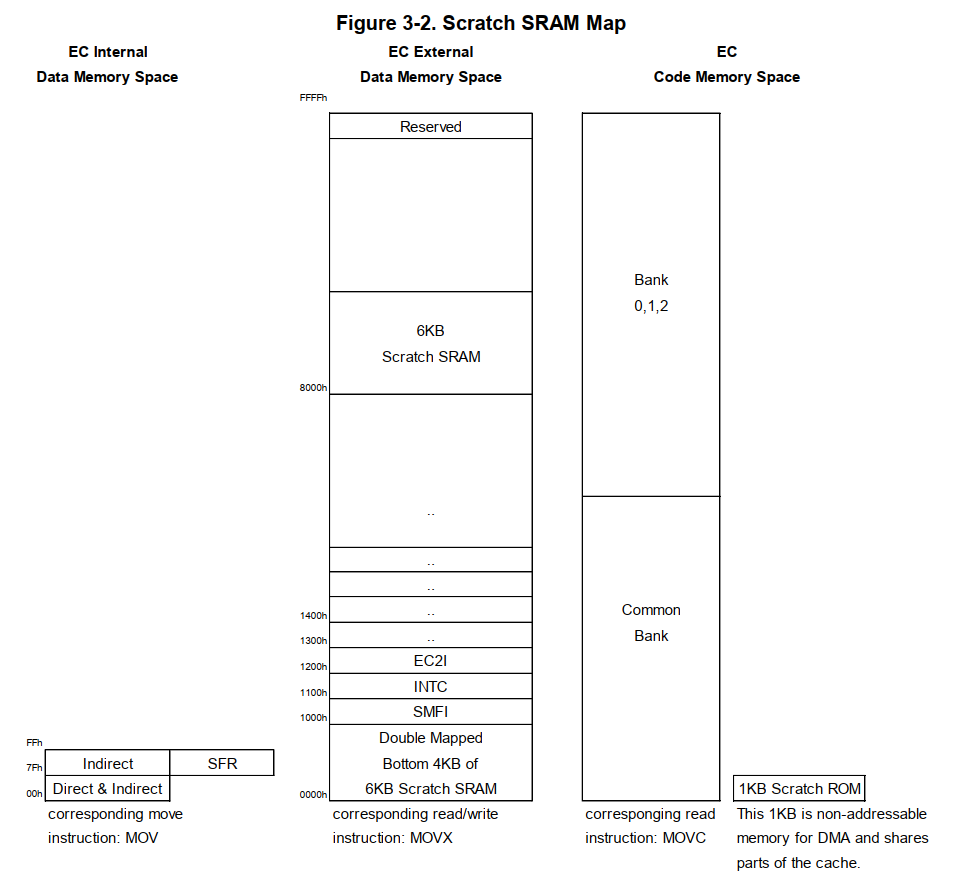 Figure 3-2. Scratch SRAM Map
EC Internal
Data Memory Space
EC External
Data Memory Space
EC
Code Memory Space
FFFFh
Reserved
6KB
Scratch SRAM
8000h
..
..
..
..
1400h
..
1300h
EC2I
1200h
INTC
1100h
SMFI
1000h
Double Mapped
Bottom 4KB of
6KB Scratch SRAM
0000h
Bank
0,1,2
Common
Bank
FFh
Indirect
SFR
7Fh
Direct & Indirect
00h
1KB Scratch ROM
corresponding move
instruction: MOV
corresponding read/write
instruction: MOVX
corresponging read
instruction: MOVC
This 1KB is non-addressable
memory for DMA and shares
parts of the cache.